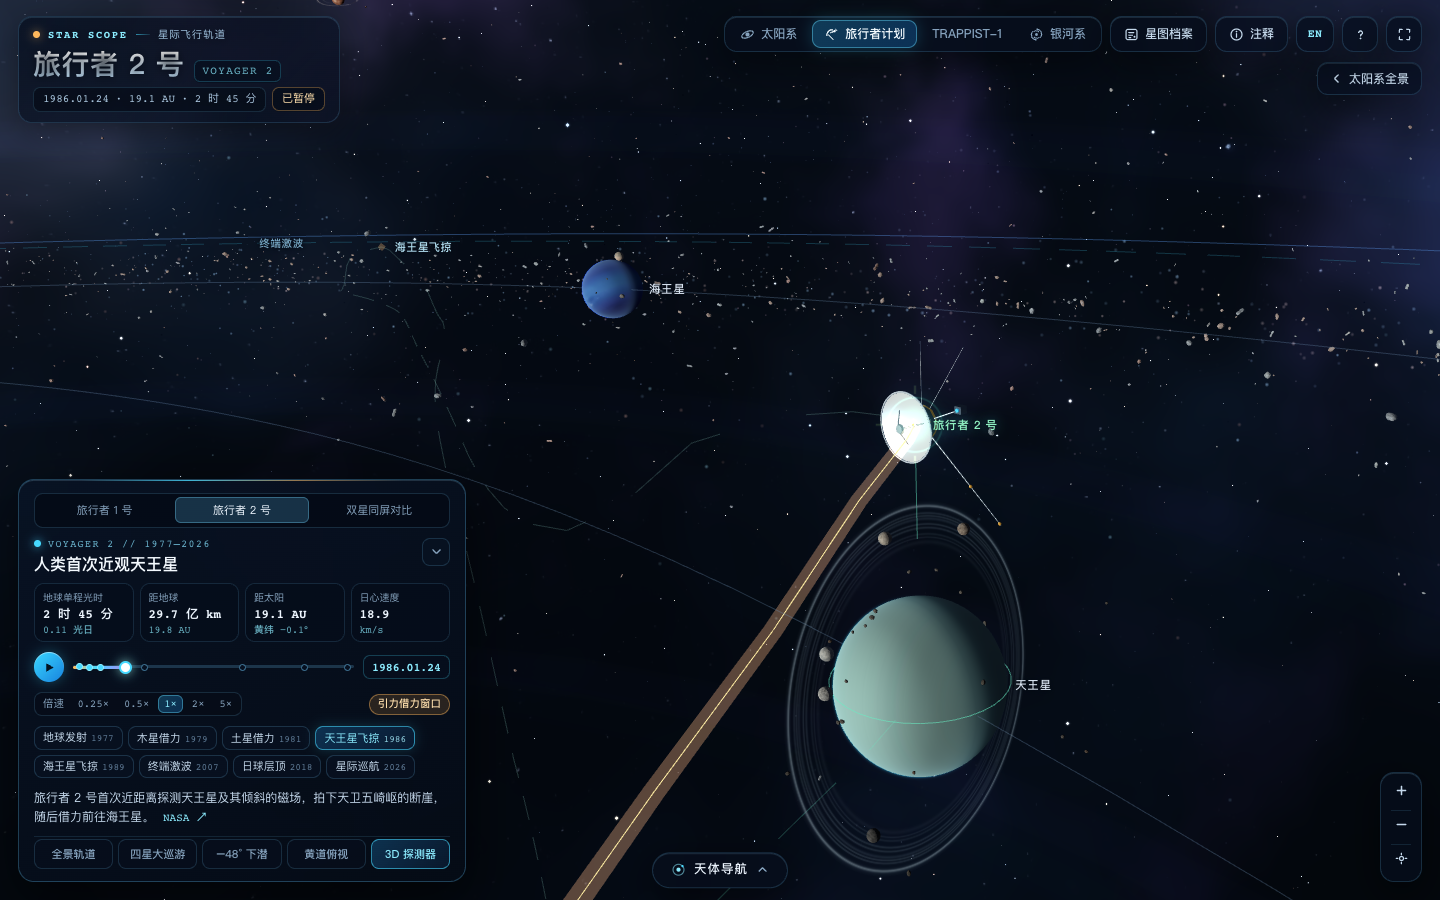 STAR SCOPE — 星际飞行轨道
旅行者 2 号 VOYAGER 2
1986.01.24 · 19.1 AU · 2 时 45 分 已暂停
太阳系 旅行者计划 TRAPPIST-1 银河系 星图档案 注释 EN ?
太阳系全景
终端激波
海王星飞掠
海王星
旅行者 2 号
天王星
旅行者 1 号 旅行者 2 号 双星同屏对比
VOYAGER 2 // 1977—2026
人类首次近观天王星
地球单程光时
2 时 45 分
0.11 光日
距地球
29.7 亿 km
19.8 AU
距太阳
19.1 AU
黄纬 −0.1°
日心速度
18.9
km/s
1986.01.24
倍速 0.25× 0.5× 1× 2× 5× 引力借力窗口
地球发射 1977 木星借力 1979 土星借力 1981 天王星飞掠 1986
海王星飞掠 1989 终端激波 2007 日球层顶 2018 星际巡航 2026
旅行者 2 号首次近距离探测天王星及其倾斜的磁场，拍下天卫五崎岖的断崖，
随后借力前往海王星。 NASA ↗
全景轨道 四星大巡游 −48° 下潜 黄道俯视 3D 探测器
天体导航
+
−